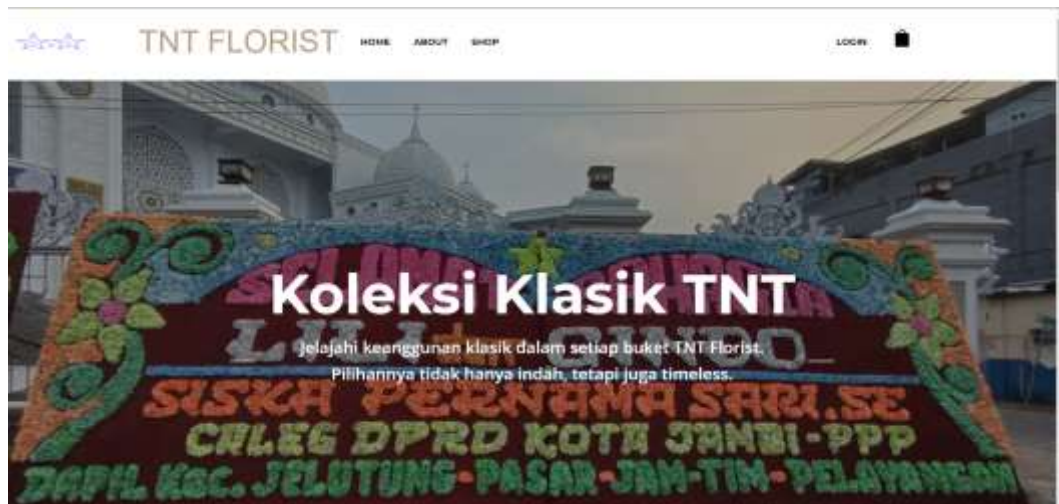 TNT FLORIST HOME ABOUT SHOP LOGIN
Koleksi Klasik TNT
Jelajahi keanggunan klasik dalam setiap buket TNT Florist.
Pilihannya tidak hanya indah, tetapi juga timeless.
SISKA PERNAMA SARI.SE
CALEG DPRD KOTA JAMBI-PPP
DAPIL KEC. JELUTUNG-PASAR-JAM-TIM-PELAYANGAN